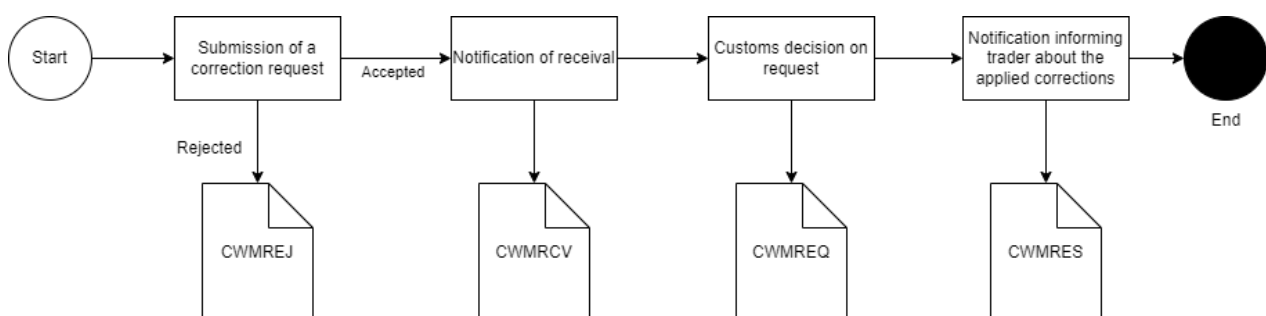 Start
Submission of a
correction request
Accepted
Notification of receival
Customs decision on
request
Notification informing
trader about the
applied corrections
End
Rejected
CWMREJ
CWMRCV
CWMREQ
CWMRES